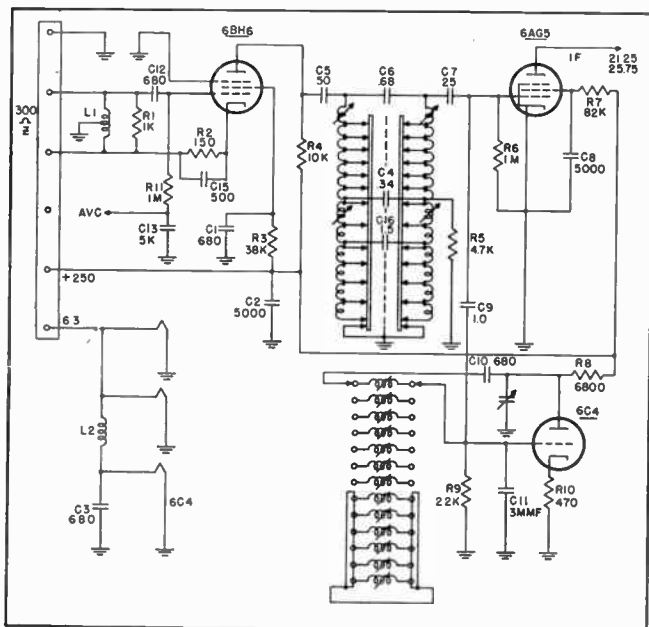 6BH6
6AG5
C12
680
C5
50
C6
.68
C7
25
IF
21.25
25.75
R7
82K
300
Ω
L1
R1
1K
R2
150
C15
500
R4
10K
R6
1M
C8
5000
R11
1M
AVC
C13
5K
C1
680
R3
38K
C4
34
C16
1.5
R5
4.7K
+250
C2
5000
C9
1.0
6 3
C10 680
R8
6800
6C4
L2
C3
680
6C4
R9
22K
C11
3MMF
R10
470